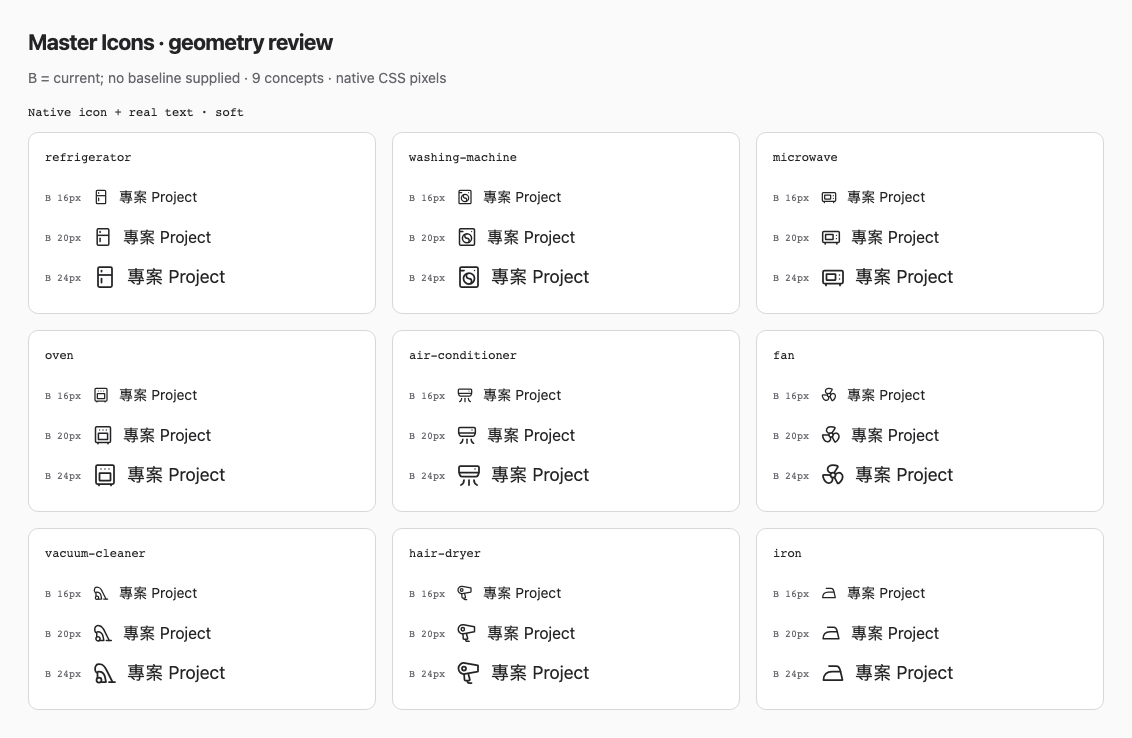 Master Icons · geometry review
B = current; no baseline supplied · 9 concepts · native CSS pixels
Native icon + real text · soft
refrigerator
B 16px 專案 Project
B 20px 專案 Project
B 24px 專案 Project
washing-machine
B 16px 專案 Project
B 20px 專案 Project
B 24px 專案 Project
microwave
B 16px 專案 Project
B 20px 專案 Project
B 24px 專案 Project
oven
B 16px 專案 Project
B 20px 專案 Project
B 24px 專案 Project
air-conditioner
B 16px 專案 Project
B 20px 專案 Project
B 24px 專案 Project
fan
B 16px 專案 Project
B 20px 專案 Project
B 24px 專案 Project
vacuum-cleaner
B 16px 專案 Project
B 20px 專案 Project
B 24px 專案 Project
hair-dryer
B 16px 專案 Project
B 20px 專案 Project
B 24px 專案 Project
iron
B 16px 專案 Project
B 20px 專案 Project
B 24px 專案 Project